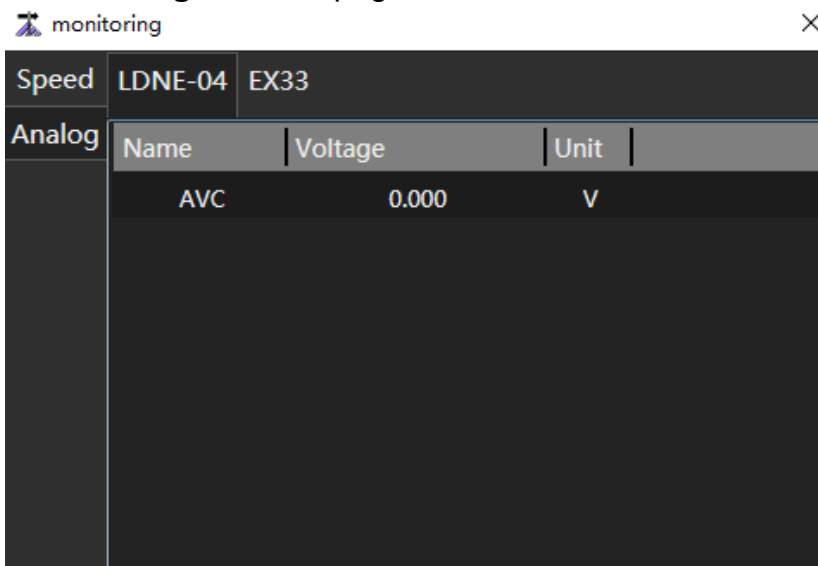 monitoring
Speed LDNE-04 EX33
Analog Name Voltage Unit
AVC 0.000 V